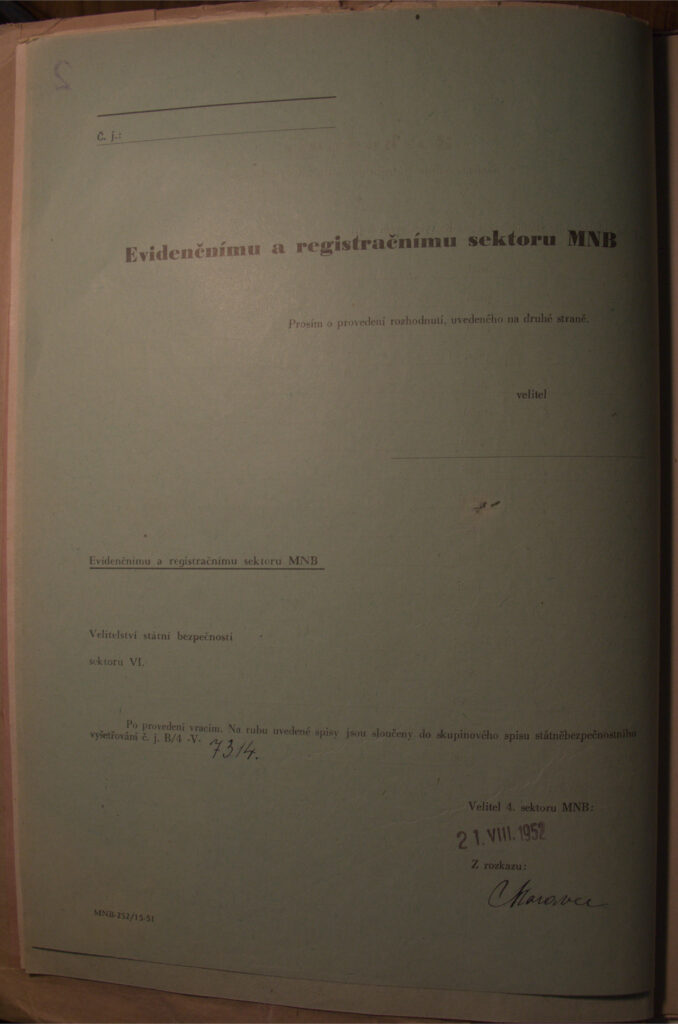 2
č. j.:
Evidenčnímu a registračnímu sektoru MNB
Prosím o provedení rozhodnutí, uvedeného na druhé straně.
velitel
Evidenčnímu a registračnímu sektoru MNB
Velitelství státní bezpečnosti
sektoru VI.
Po provedení vracím. Na rubu uvedené spisy jsou sloučeny do skupinového spisu státněbezpečnostního
vyšetřování č. j. B/4 -V- 7314.
Velitel 4. sektoru MNB:
21. VIII. 1952
Z rozkazu:
MNB-252/15-51